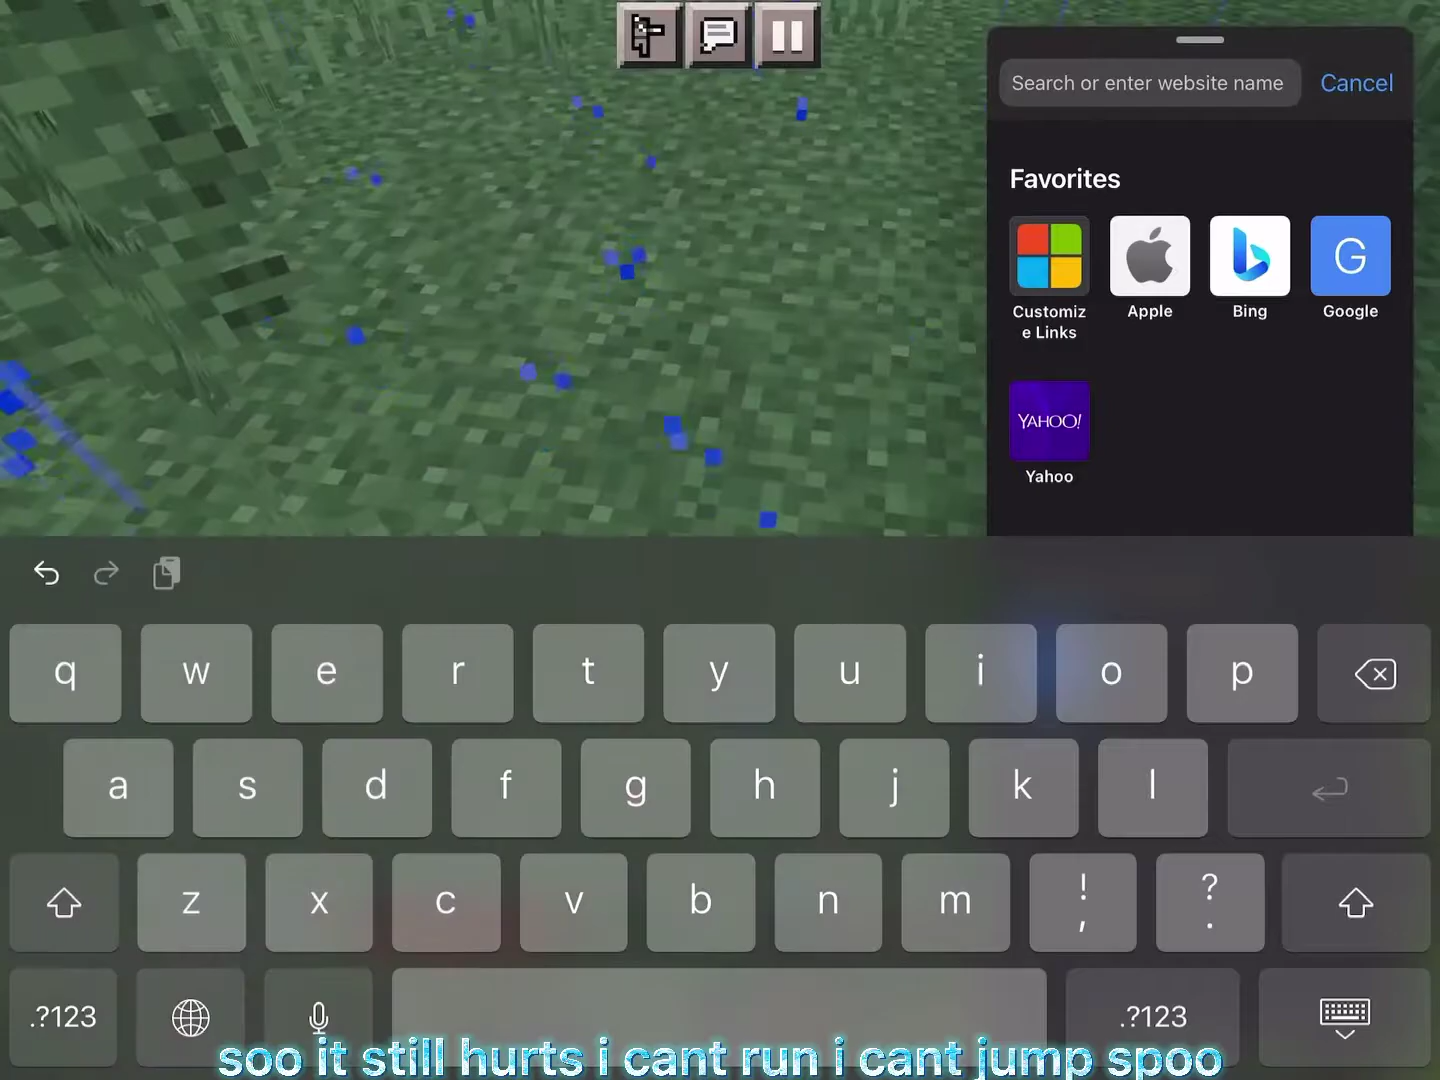 Search or enter website name
Cancel
Favorites
G
Customiz
e Links
Apple
Bing
Google
YAHOO!
Yahoo
q w e r t y u i o p
a s d f g h j k l
z x c v b n m ! , ? .
.?123 .?123
soo it still hurts i cant run i cant jump spoo